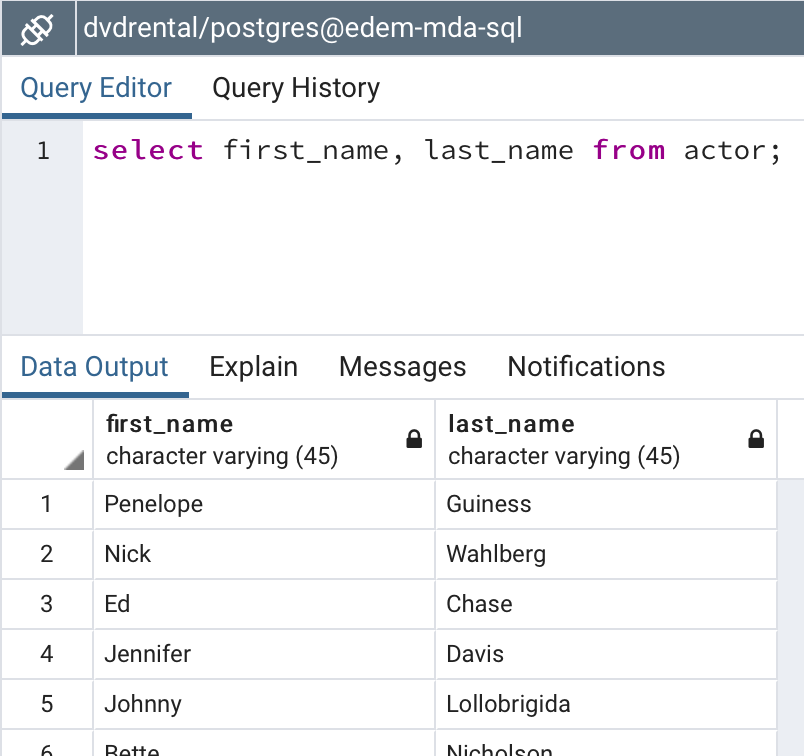 dvdrental/postgres@edem-mda-sql
Query Editor Query History
1 select first_name, last_name from actor;
Data Output Explain Messages Notifications
first_name last_name
character varying (45) character varying (45)
1 Penelope Guiness
2 Nick Wahlberg
3 Ed Chase
4 Jennifer Davis
5 Johnny Lollobrigida
6 Bette Nicholson